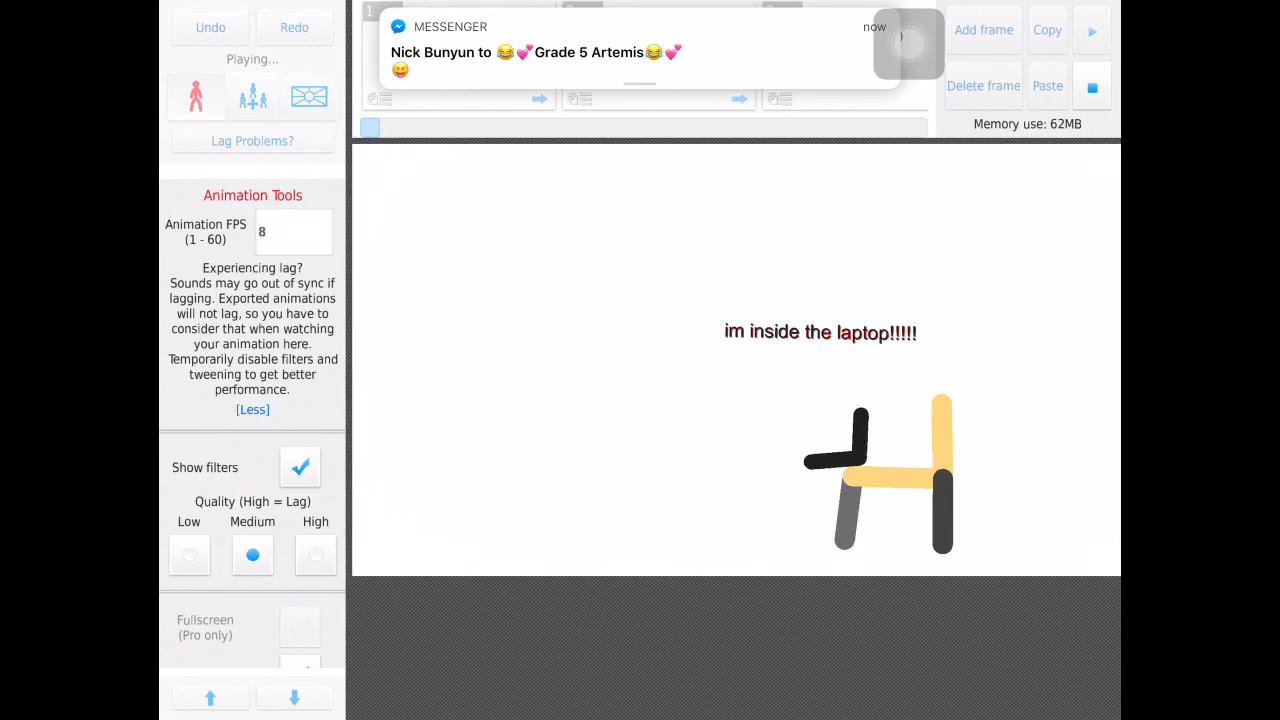 Undo
Redo
Playing...
Lag Problems?
Animation Tools
Animation FPS
(1 - 60)
8
Experiencing lag?
Sounds may go out of sync if
lagging. Exported animations
will not lag, so you have to
consider that when watching
your animation here.
Temporarily disable filters and
tweening to get better
performance.
[Less]
Show filters
Quality (High = Lag)
Low
Medium
High
Fullscreen
(Pro only)
1
MESSENGER
now
Nick Bunyun to 😂💕Grade 5 Artemis😂💕
😝
Add frame
Copy
Delete frame
Paste
Memory use: 62MB
im inside the laptop!!!!!